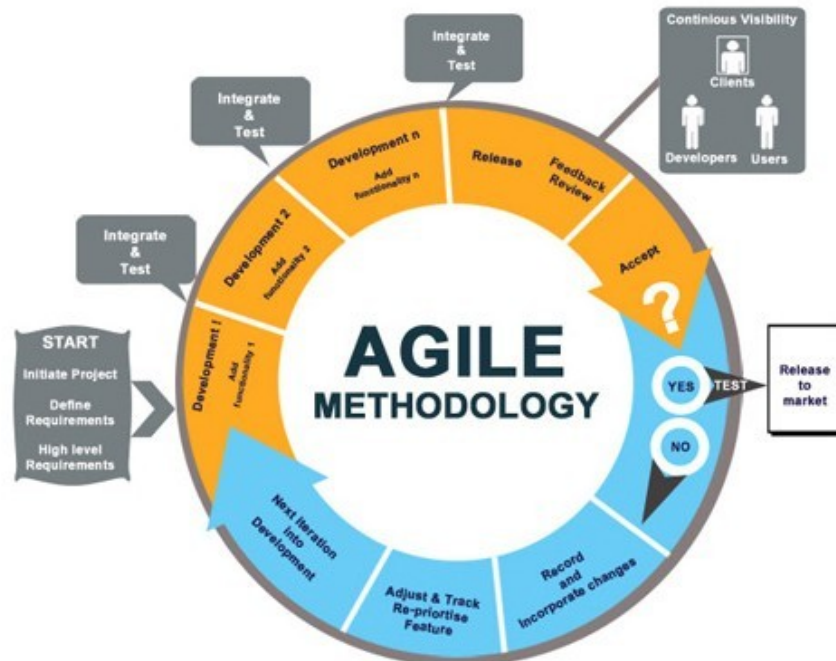 START
Initiate Project
Define
Requirements
High level
Requirements
Development !
Add
functionality 1
Integrate
&
Test
Development 2
Add
functionality 2
Integrate
&
Test
Development n
Add
functionality n
Integrate
&
Test
Release
Feedback
Review
Continious Visibility
Clients
Developers
Users
Accept
?
YES
TEST
Release
to
market
NO
Record
and
Incorporate changes
Adjust & Track
Re-priortise
Feature
Next iteration
into
Development
AGILE
METHODOLOGY